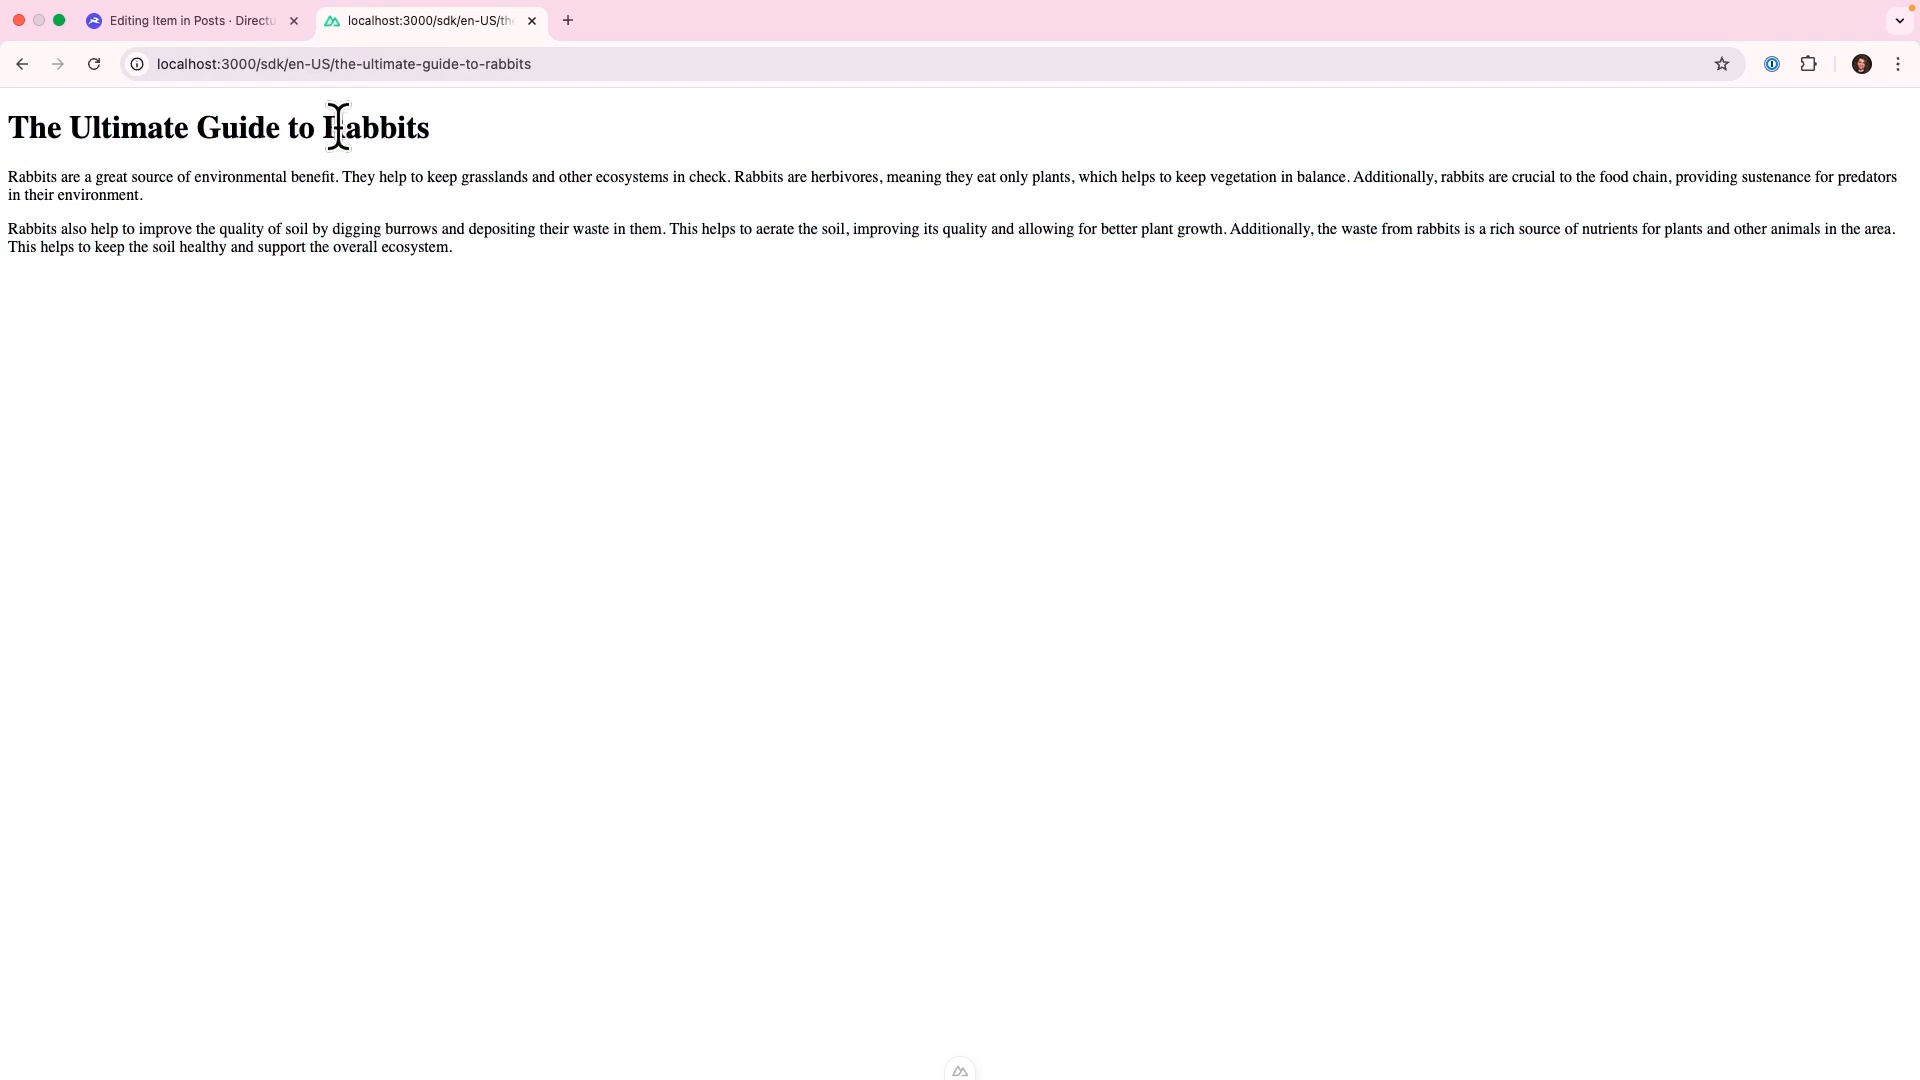 Editing Item in Posts · Directu
localhost:3000/sdk/en-US/the
localhost:3000/sdk/en-US/the-ultimate-guide-to-rabbits
The Ultimate Guide to Rabbits
Rabbits are a great source of environmental benefit. They help to keep grasslands and other ecosystems in check. Rabbits are herbivores, meaning they eat only plants, which helps to keep vegetation in balance. Additionally, rabbits are crucial to the food chain, providing sustenance for predators
in their environment.
Rabbits also help to improve the quality of soil by digging burrows and depositing their waste in them. This helps to aerate the soil, improving its quality and allowing for better plant growth. Additionally, the waste from rabbits is a rich source of nutrients for plants and other animals in the area.
This helps to keep the soil healthy and support the overall ecosystem.